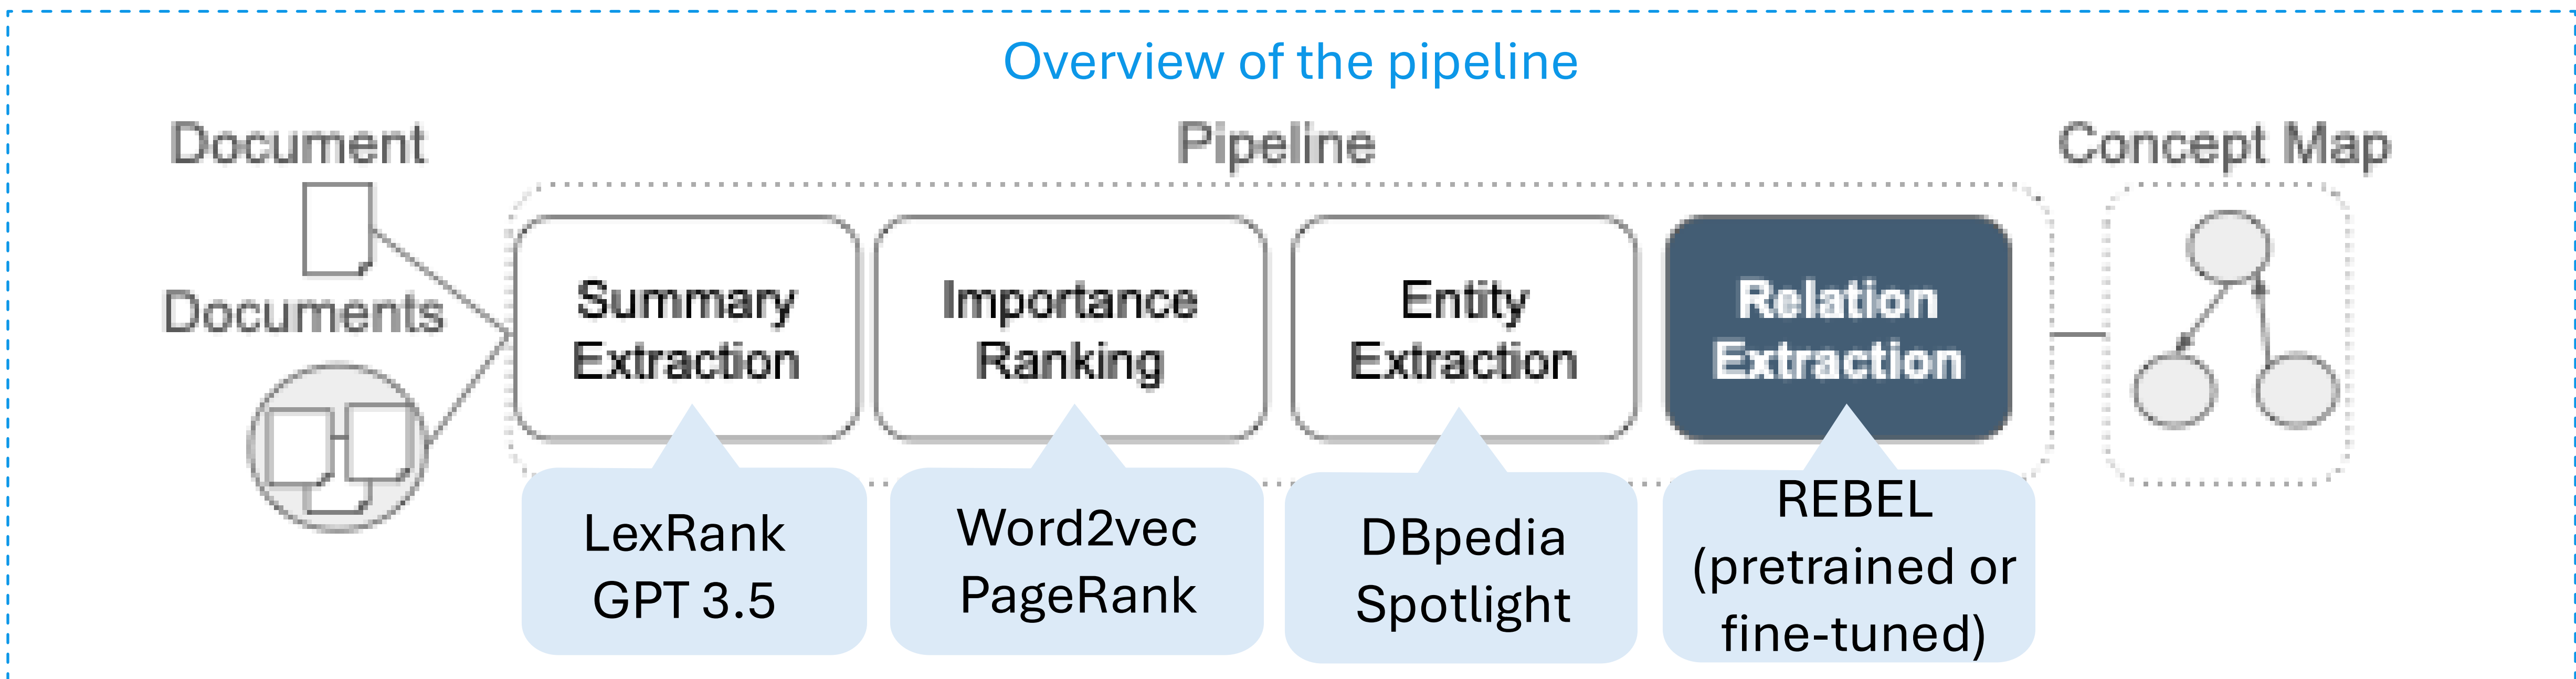 Overview of the pipeline
Document
Pipeline
Concept Map
Documents
Summary
Extraction
Importance
Ranking
Entity
Extraction
Relation
Extraction
LexRank
GPT 3.5
Word2vec
PageRank
DBpedia
Spotlight
REBEL
(pretrained or
fine-tuned)